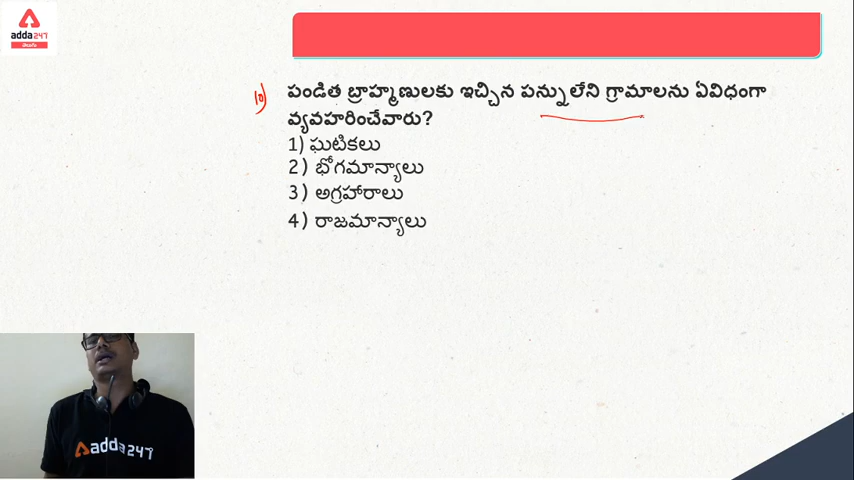 adda247
తెలుగు
10)
పండిత బ్రాహ్మణులకు ఇచ్చిన పన్నులేని గ్రామాలను ఏవిధంగా
వ్యవహరించేవారు?
1) ఘటికలు
2) భోగమాన్యాలు
3) అగ్రహారాలు
4) రాజమాన్యాలు
adda247